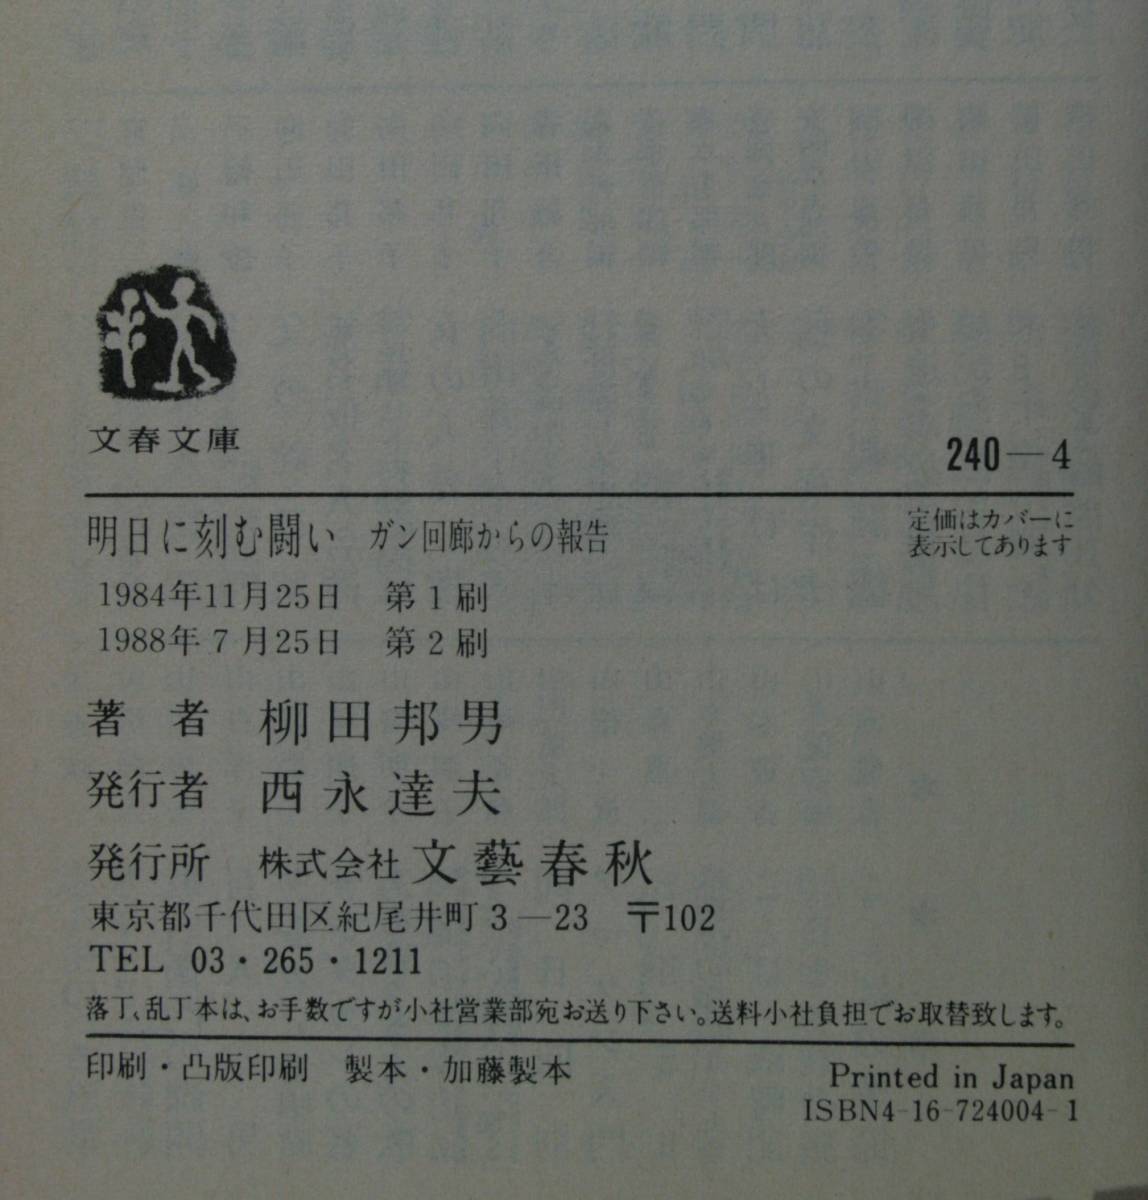 文春文庫
240—4
明日に刻む闘い ガン回廊からの報告
定価はカバーに
表示してあります
1984年11月25日 第1刷
1988年7月25日 第2刷
著 者 柳田邦男
発行者 西永達夫
発行所 株式会社 文藝春秋
東京都千代田区紀尾井町3—23 〒102
TEL 03・265・1211
落丁、乱丁本は、お手数ですが小社営業部宛お送り下さい。送料小社負担でお取替致します。
印刷・凸版印刷 製本・加藤製本
Printed in Japan
ISBN4-16-724004-1